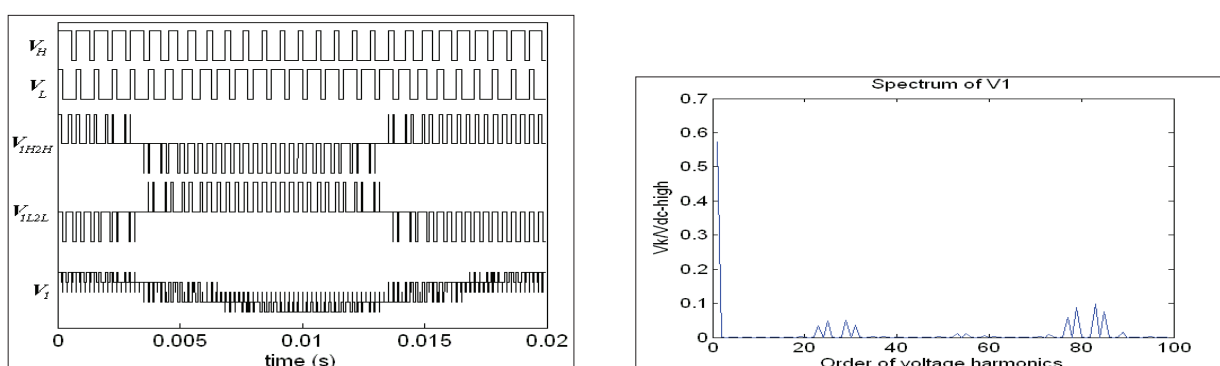 V_H
V_L
V_1H2H
V_1L2L
V_1
0 0.005 0.01 0.015 0.02
time (s)
Spectrum of V1
0.7
0.6
0.5
0.4
0.3
0.2
0.1
0
Vk/Vdc-high
0 20 40 60 80 100
Order of voltage harmonics